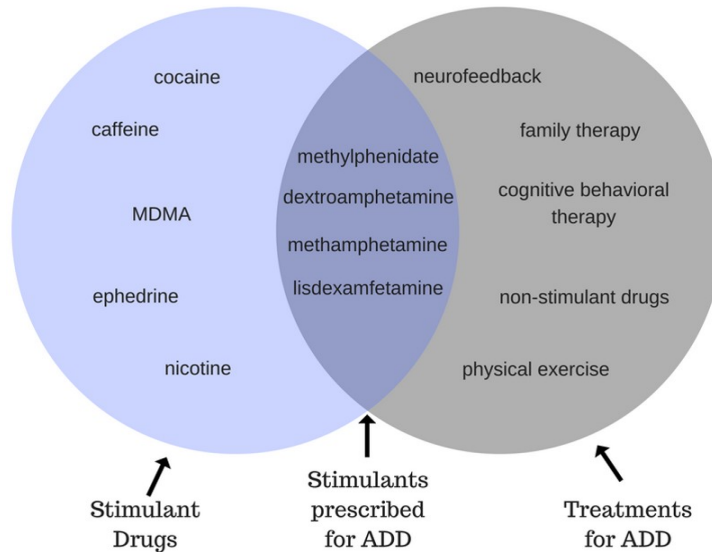 cocaine
caffeine
MDMA
ephedrine
nicotine
methylphenidate
dextroamphetamine
methamphetamine
lisdexamfetamine
neurofeedback
family therapy
cognitive behavioral
therapy
non-stimulant drugs
physical exercise
Stimulant
Drugs
Stimulants
prescribed
for ADD
Treatments
for ADD